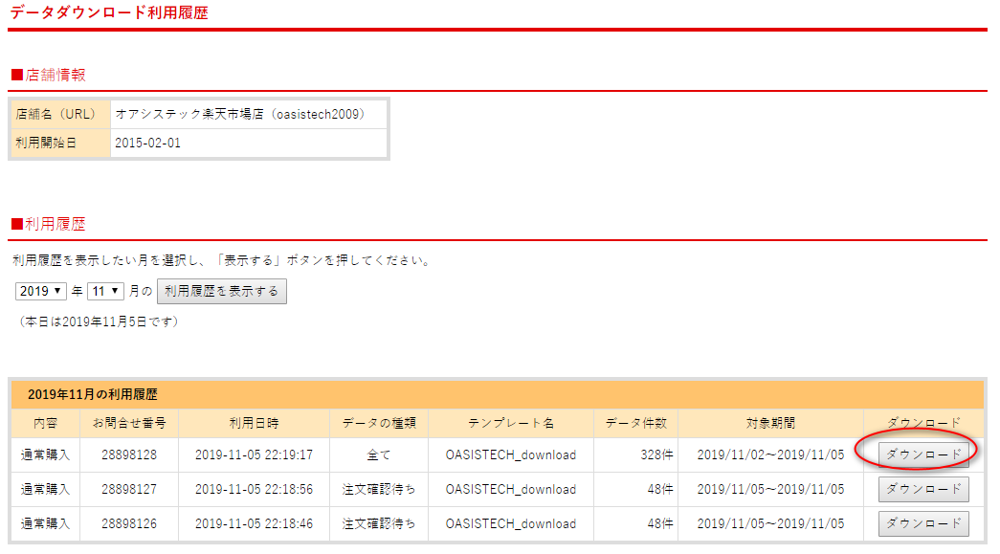 データダウンロード利用履歴
■店舗情報
店舗名（URL） オアシステック楽天市場店（oasistech2009）
利用開始日 2015-02-01
■利用履歴
利用履歴を表示したい月を選択し、「表示する」ボタンを押してください。
2019 ▼ 年 11 ▼ 月の 利用履歴を表示する
（本日は2019年11月5日です）
2019年11月の利用履歴
内容 お問合せ番号 利用日時 データの種類 テンプレート名 データ件数 対象期間 ダウンロード
通常購入 28898128 2019-11-05 22:19:17 全て OASISTECH_download 328件 2019/11/02～2019/11/05 ダウンロード
通常購入 28898127 2019-11-05 22:18:56 注文確認待ち OASISTECH_download 48件 2019/11/05～2019/11/05 ダウンロード
通常購入 28898126 2019-11-05 22:18:46 注文確認待ち OASISTECH_download 48件 2019/11/05～2019/11/05 ダウンロード